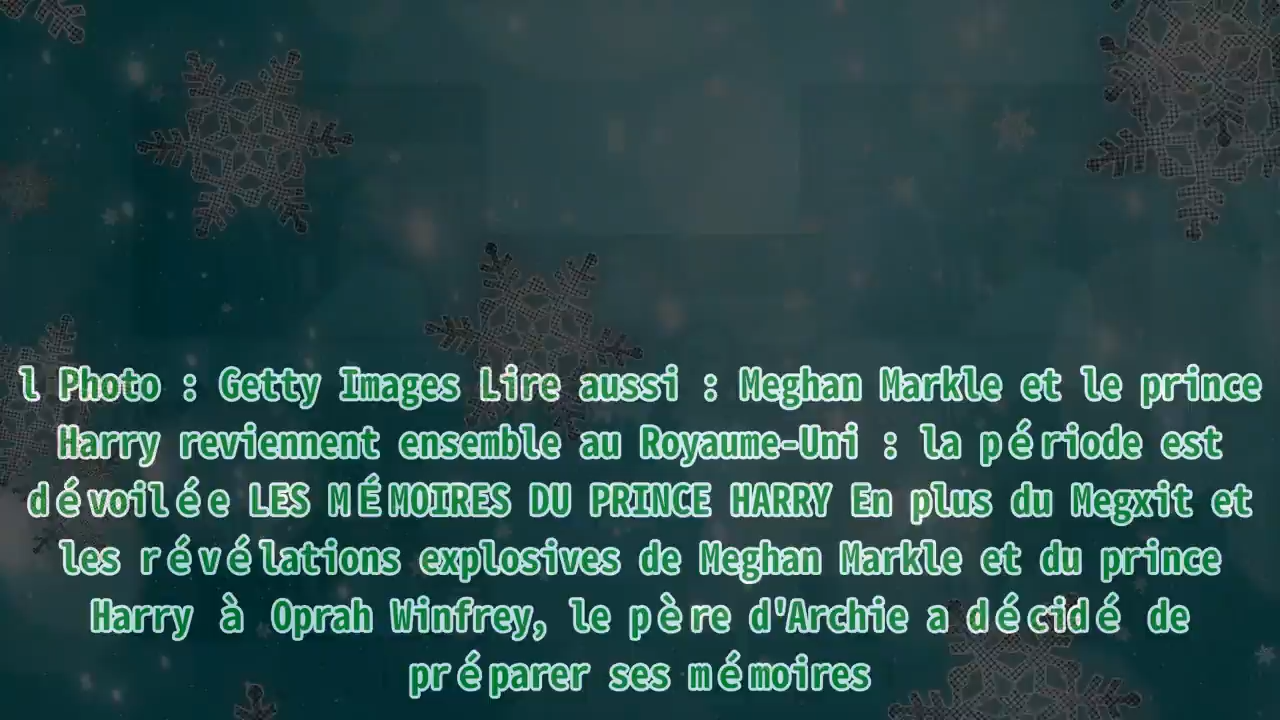 l Photo : Getty Images Lire aussi : Meghan Markle et le prince
Harry reviennent ensemble au Royaume-Uni : la période est
dévoilée LES MÉMOIRES DU PRINCE HARRY En plus du Megxit et
les révélations explosives de Meghan Markle et du prince
Harry à Oprah Winfrey, le père d'Archie a décidé de
préparer ses mémoires